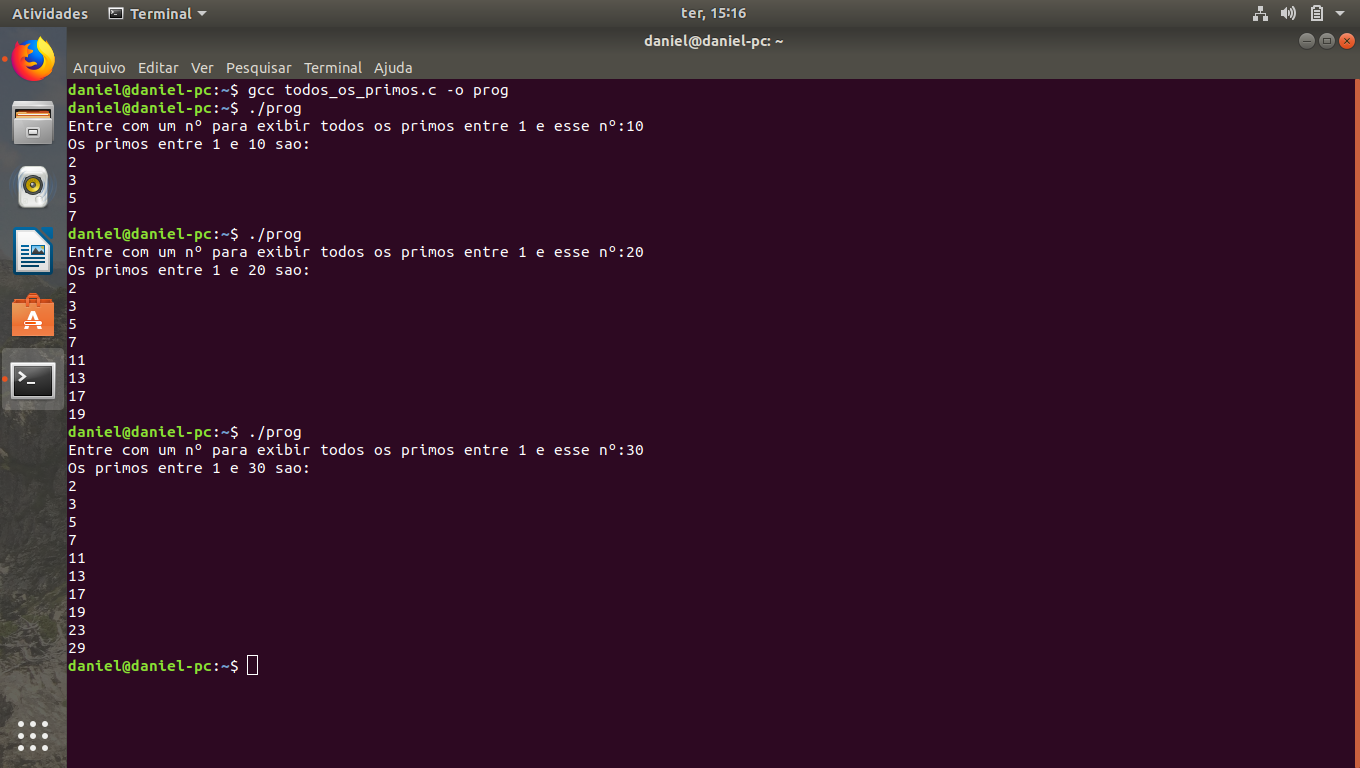 Atividades Terminal ter, 15:16
daniel@daniel-pc: ~
Arquivo Editar Ver Pesquisar Terminal Ajuda
daniel@daniel-pc:~$ gcc todos_os_primos.c -o prog
daniel@daniel-pc:~$ ./prog
Entre com um nº para exibir todos os primos entre 1 e esse nº:10
Os primos entre 1 e 10 sao:
2
3
5
7
daniel@daniel-pc:~$ ./prog
Entre com um nº para exibir todos os primos entre 1 e esse nº:20
Os primos entre 1 e 20 sao:
2
3
5
7
11
13
17
19
daniel@daniel-pc:~$ ./prog
Entre com um nº para exibir todos os primos entre 1 e esse nº:30
Os primos entre 1 e 30 sao:
2
3
5
7
11
13
17
19
23
29
daniel@daniel-pc:~$